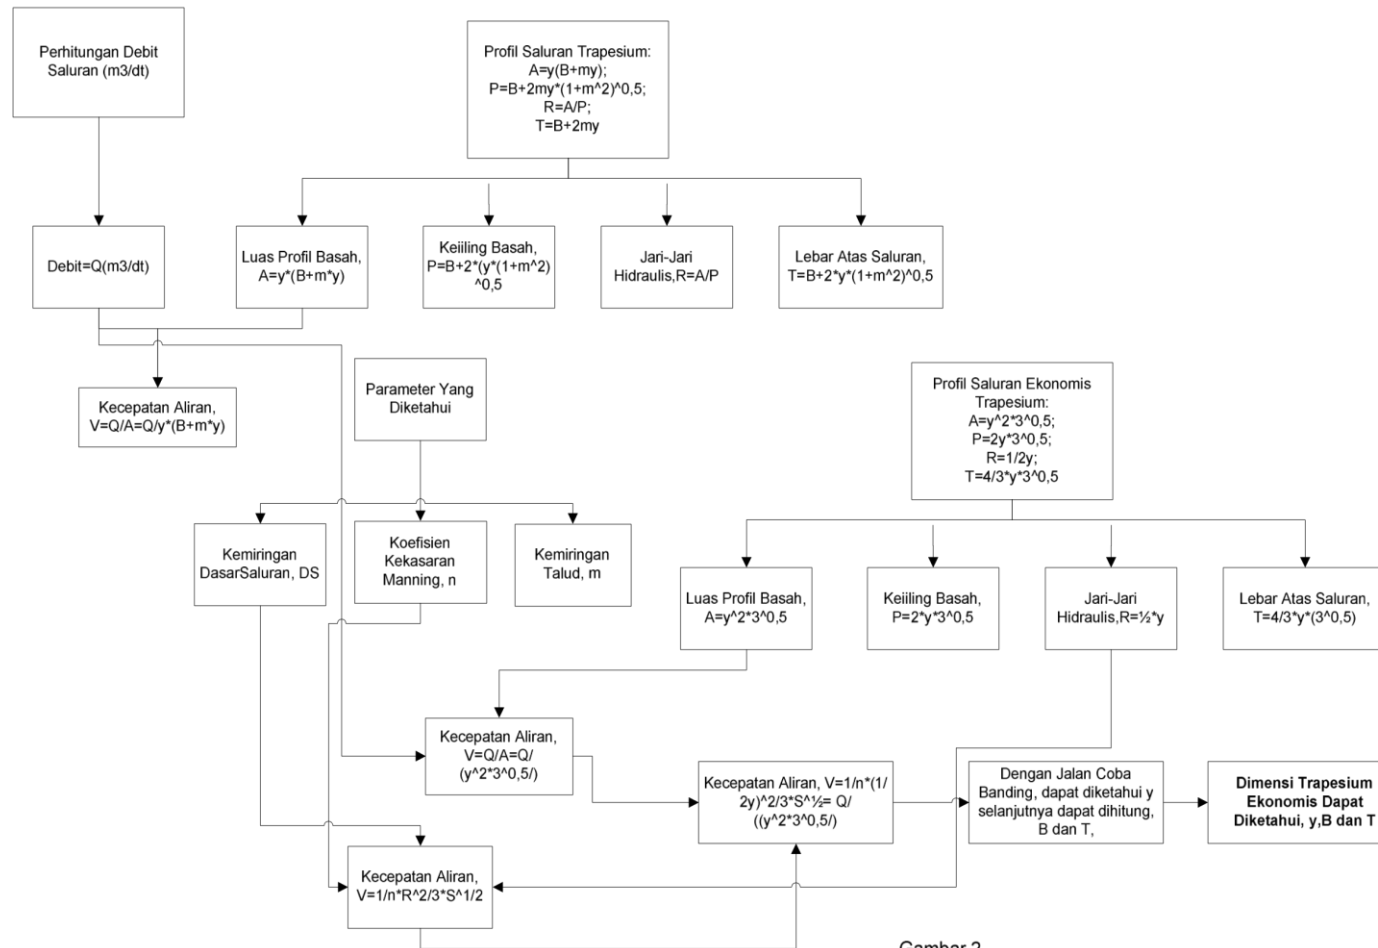 Perhitungan Debit
Saluran (m3/dt)
Profil Saluran Trapesium:
A=y(B+my);
P=B+2my*(1+m^2)^0,5;
R=A/P;
T=B+2my
Debit=Q(m3/dt)
Luas Profil Basah,
A=y*(B+m*y)
Keiiling Basah,
P=B+2*(y*(1+m^2)
^0,5
Jari-Jari
Hidraulis,R=A/P
Lebar Atas Saluran,
T=B+2*y*(1+m^2)^0,5
Kecepatan Aliran,
V=Q/A=Q/y*(B+m*y)
Parameter Yang
Diketahui
Profil Saluran Ekonomis
Trapesium:
A=y^2*3^0,5;
P=2y*3^0,5;
R=1/2y;
T=4/3*y*3^0,5
Kemiringan
DasarSaluran, DS
Koefisien
Kekasaran
Manning, n
Kemiringan
Talud, m
Luas Profil Basah,
A=y^2*3^0,5
Keiiling Basah,
P=2*y*3^0,5
Jari-Jari
Hidraulis,R=½*y
Lebar Atas Saluran,
T=4/3*y*(3^0,5)
Kecepatan Aliran,
V=Q/A=Q/
(y^2*3^0,5/)
Kecepatan Aliran, V=1/n*(1/
2y)^2/3*S^½= Q/
((y^2*3^0,5/)
Dengan Jalan Coba
Banding, dapat diketahui y
selanjutnya dapat dihitung,
B dan T,
Dimensi Trapesium
Ekonomis Dapat
Diketahui, y,B dan T
Kecepatan Aliran,
V=1/n*R^2/3*S^1/2
Gambar 2